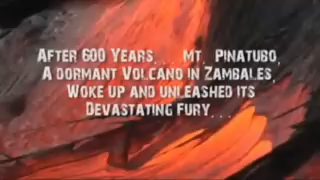 After 600 Years. . . Mt. Pinatubo,
A dormant Volcano in Zambales,
Woke up and unleashed its
Devastating Fury. . .